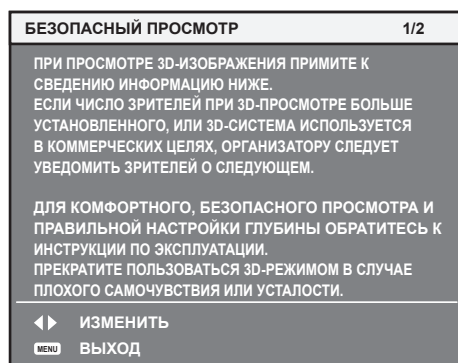 БЕЗОПАСНЫЙ ПРОСМОТР 1/2
ПРИ ПРОСМОТРЕ 3D-ИЗОБРАЖЕНИЯ ПРИМИТЕ К
СВЕДЕНИЮ ИНФОРМАЦИЮ НИЖЕ.
ЕСЛИ ЧИСЛО ЗРИТЕЛЕЙ ПРИ 3D-ПРОСМОТРЕ БОЛЬШЕ
УСТАНОВЛЕННОГО, ИЛИ 3D-СИСТЕМА ИСПОЛЬЗУЕТСЯ
В КОММЕРЧЕСКИХ ЦЕЛЯХ, ОРГАНИЗАТОРУ СЛЕДУЕТ
УВЕДОМИТЬ ЗРИТЕЛЕЙ О СЛЕДУЮЩЕМ.
ДЛЯ КОМФОРТНОГО, БЕЗОПАСНОГО ПРОСМОТРА И
ПРАВИЛЬНОЙ НАСТРОЙКИ ГЛУБИНЫ ОБРАТИТЕСЬ К
ИНСТРУКЦИИ ПО ЭКСПЛУАТАЦИИ.
ПРЕКРАТИТЕ ПОЛЬЗОВАТЬСЯ 3D-РЕЖИМОМ В СЛУЧАЕ
ПЛОХОГО САМОЧУВСТВИЯ ИЛИ УСТАЛОСТИ.
ИЗМЕНИТЬ
MENU ВЫХОД